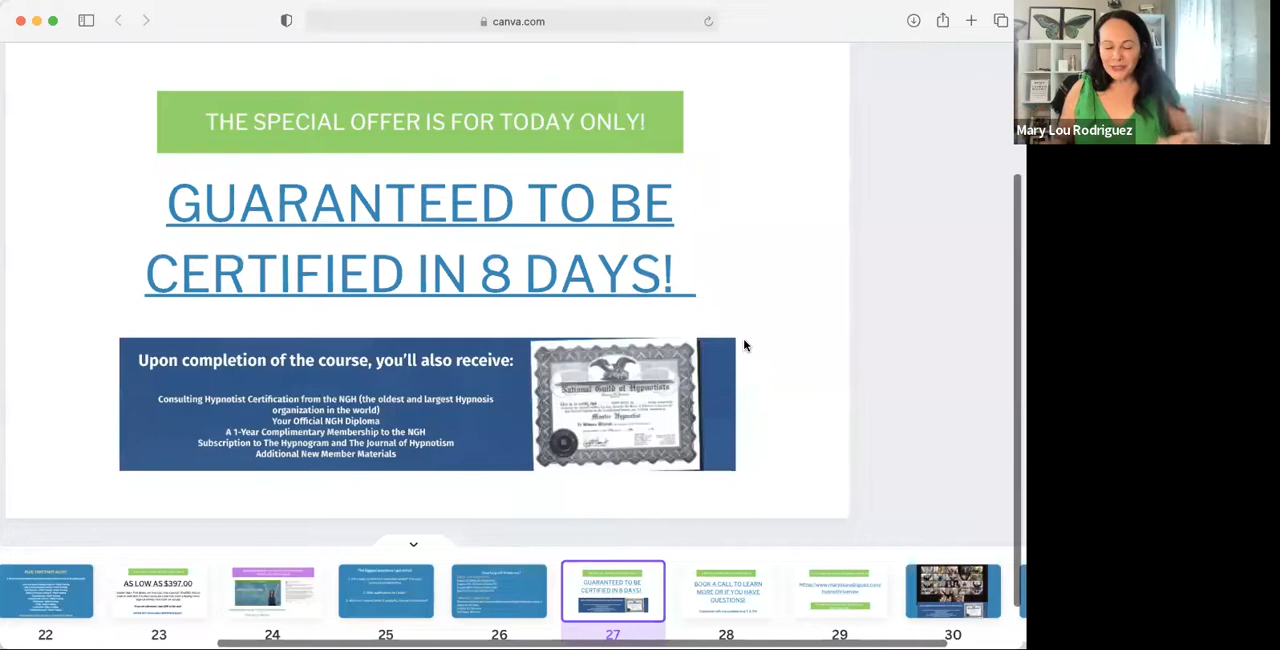 canva.com
Mary Lou Rodriguez
THE SPECIAL OFFER IS FOR TODAY ONLY!
GUARANTEED TO BE
CERTIFIED IN 8 DAYS!
Upon completion of the course, you'll also receive:
Consulting Hypnotist Certification from the NGH (the oldest and largest Hypnosis
organization in the world)
Your Official NGH Diploma
A 1-Year Complimentary Membership to the NGH
Subscription to The Hypnogram and The Journal of Hypnotism
Additional New Member Materials
National Guild of Hypnotists
Master Hypnotist
AS LOW AS $397.00
GUARANTEED TO BE
CERTIFIED IN 8 DAYS!
BOOK A CALL TO LEARN
MORE OR IF YOU HAVE
QUESTIONS!
22
23
24
25
26
27
28
29
30